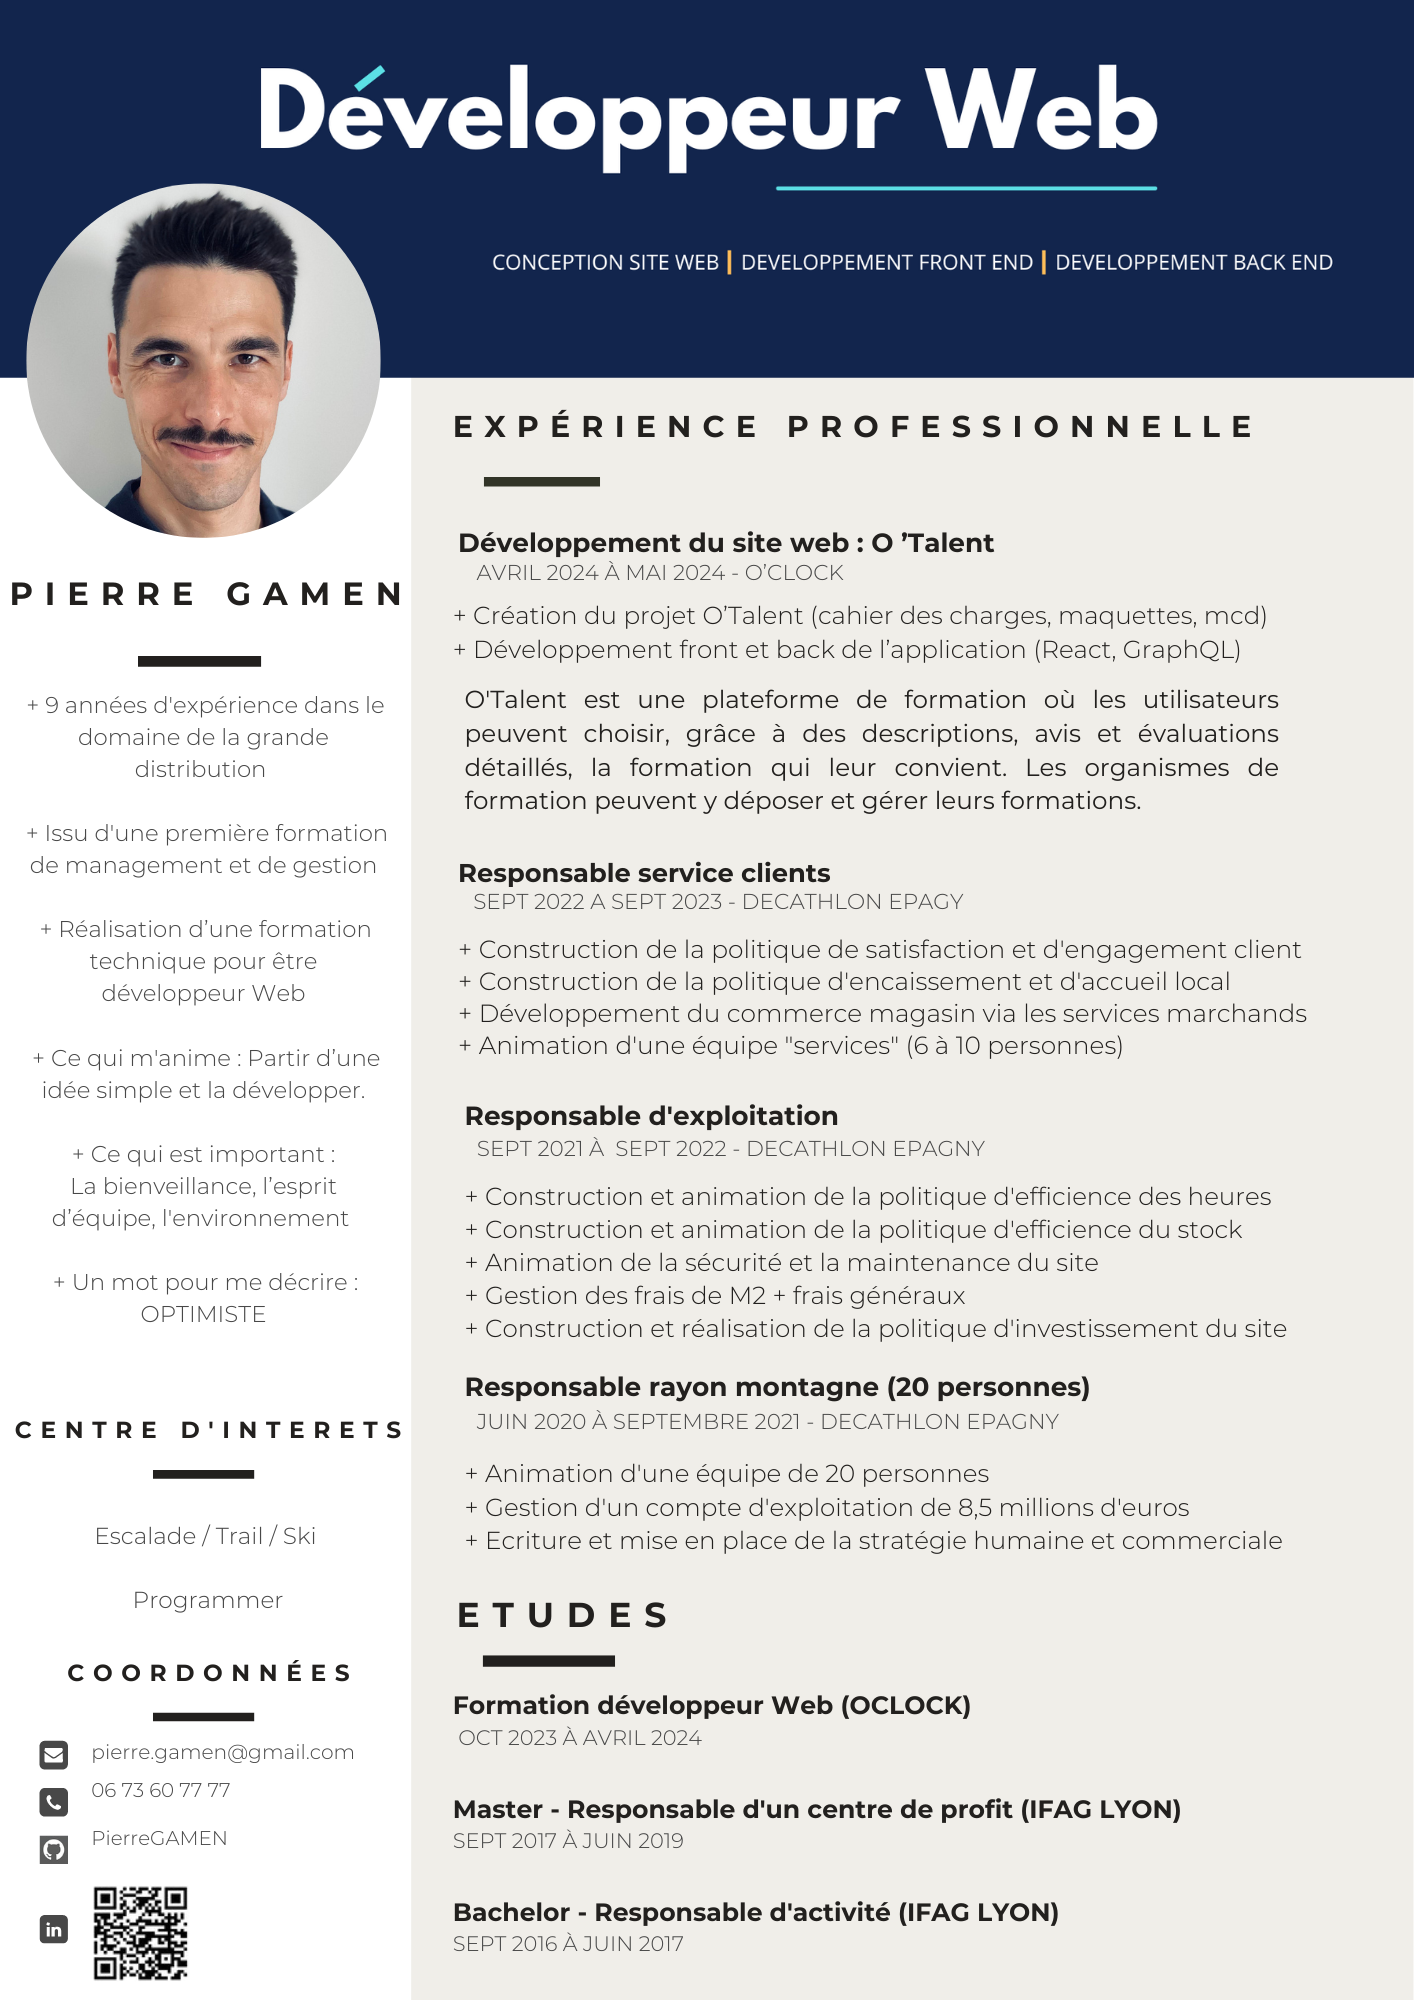 Développeur Web
CONCEPTION SITE WEB | DEVELOPPEMENT FRONT END | DEVELOPPEMENT BACK END
PIERRE GAMEN
+ 9 années d'expérience dans le
domaine de la grande
distribution
+ Issu d'une première formation
de management et de gestion
+ Réalisation d’une formation
technique pour être
développeur Web
+ Ce qui m'anime : Partir d’une
idée simple et la développer.
+ Ce qui est important :
La bienveillance, l’esprit
d’équipe, l'environnement
+ Un mot pour me décrire :
OPTIMISTE
CENTRE D'INTERETS
Escalade / Trail / Ski
Programmer
COORDONNÉES
pierre.gamen@gmail.com
06 73 60 77 77
PierreGAMEN
in
EXPÉRIENCE PROFESSIONNELLE
Développement du site web : O ’Talent
AVRIL 2024 À MAI 2024 - O’CLOCK
+ Création du projet O’Talent (cahier des charges, maquettes, mcd)
+ Développement front et back de l’application (React, GraphQL)
O'Talent est une plateforme de formation où les utilisateurs
peuvent choisir, grâce à des descriptions, avis et évaluations
détaillés, la formation qui leur convient. Les organismes de
formation peuvent y déposer et gérer leurs formations.
Responsable service clients
SEPT 2022 A SEPT 2023 - DECATHLON EPAGY
+ Construction de la politique de satisfaction et d'engagement client
+ Construction de la politique d'encaissement et d'accueil local
+ Développement du commerce magasin via les services marchands
+ Animation d'une équipe "services" (6 à 10 personnes)
Responsable d'exploitation
SEPT 2021 À SEPT 2022 - DECATHLON EPAGNY
+ Construction et animation de la politique d'efficience des heures
+ Construction et animation de la politique d'efficience du stock
+ Animation de la sécurité et la maintenance du site
+ Gestion des frais de M2 + frais généraux
+ Construction et réalisation de la politique d'investissement du site
Responsable rayon montagne (20 personnes)
JUIN 2020 À SEPTEMBRE 2021 - DECATHLON EPAGNY
+ Animation d'une équipe de 20 personnes
+ Gestion d'un compte d'exploitation de 8,5 millions d'euros
+ Ecriture et mise en place de la stratégie humaine et commerciale
ETUDES
Formation développeur Web (OCLOCK)
OCT 2023 À AVRIL 2024
Master - Responsable d'un centre de profit (IFAG LYON)
SEPT 2017 À JUIN 2019
Bachelor - Responsable d'activité (IFAG LYON)
SEPT 2016 À JUIN 2017